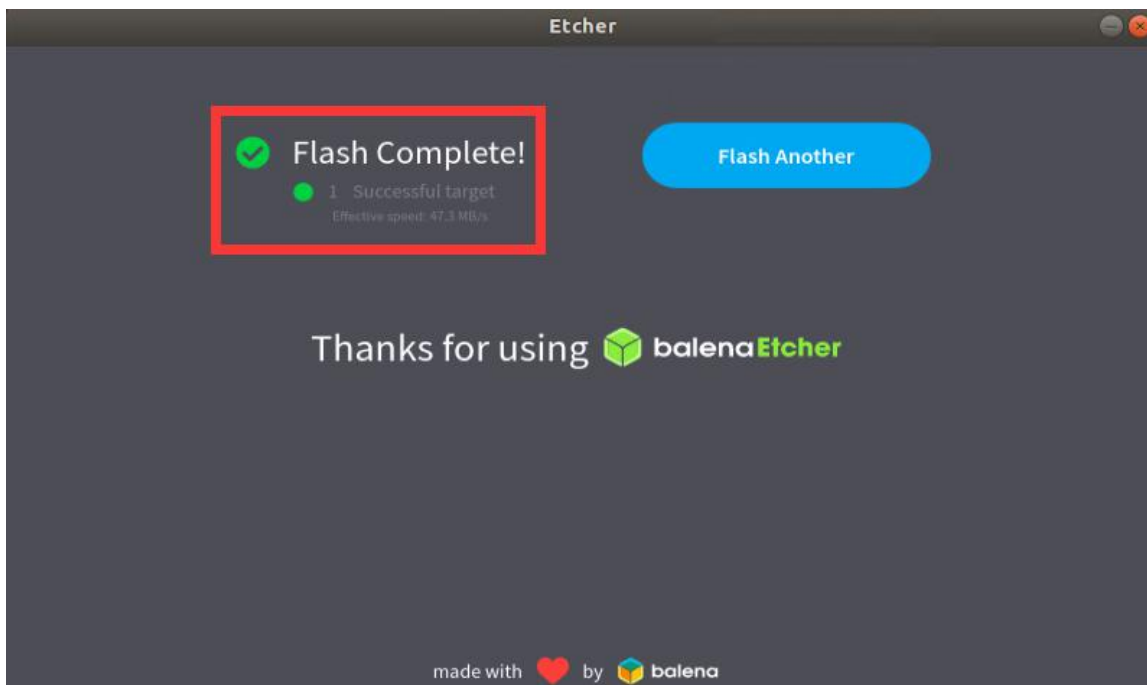 Etcher
Flash Complete!
Flash Another
1 Successful target
Effective speed: 47.3 MB/s
Thanks for using balenaEtcher
made with by balena